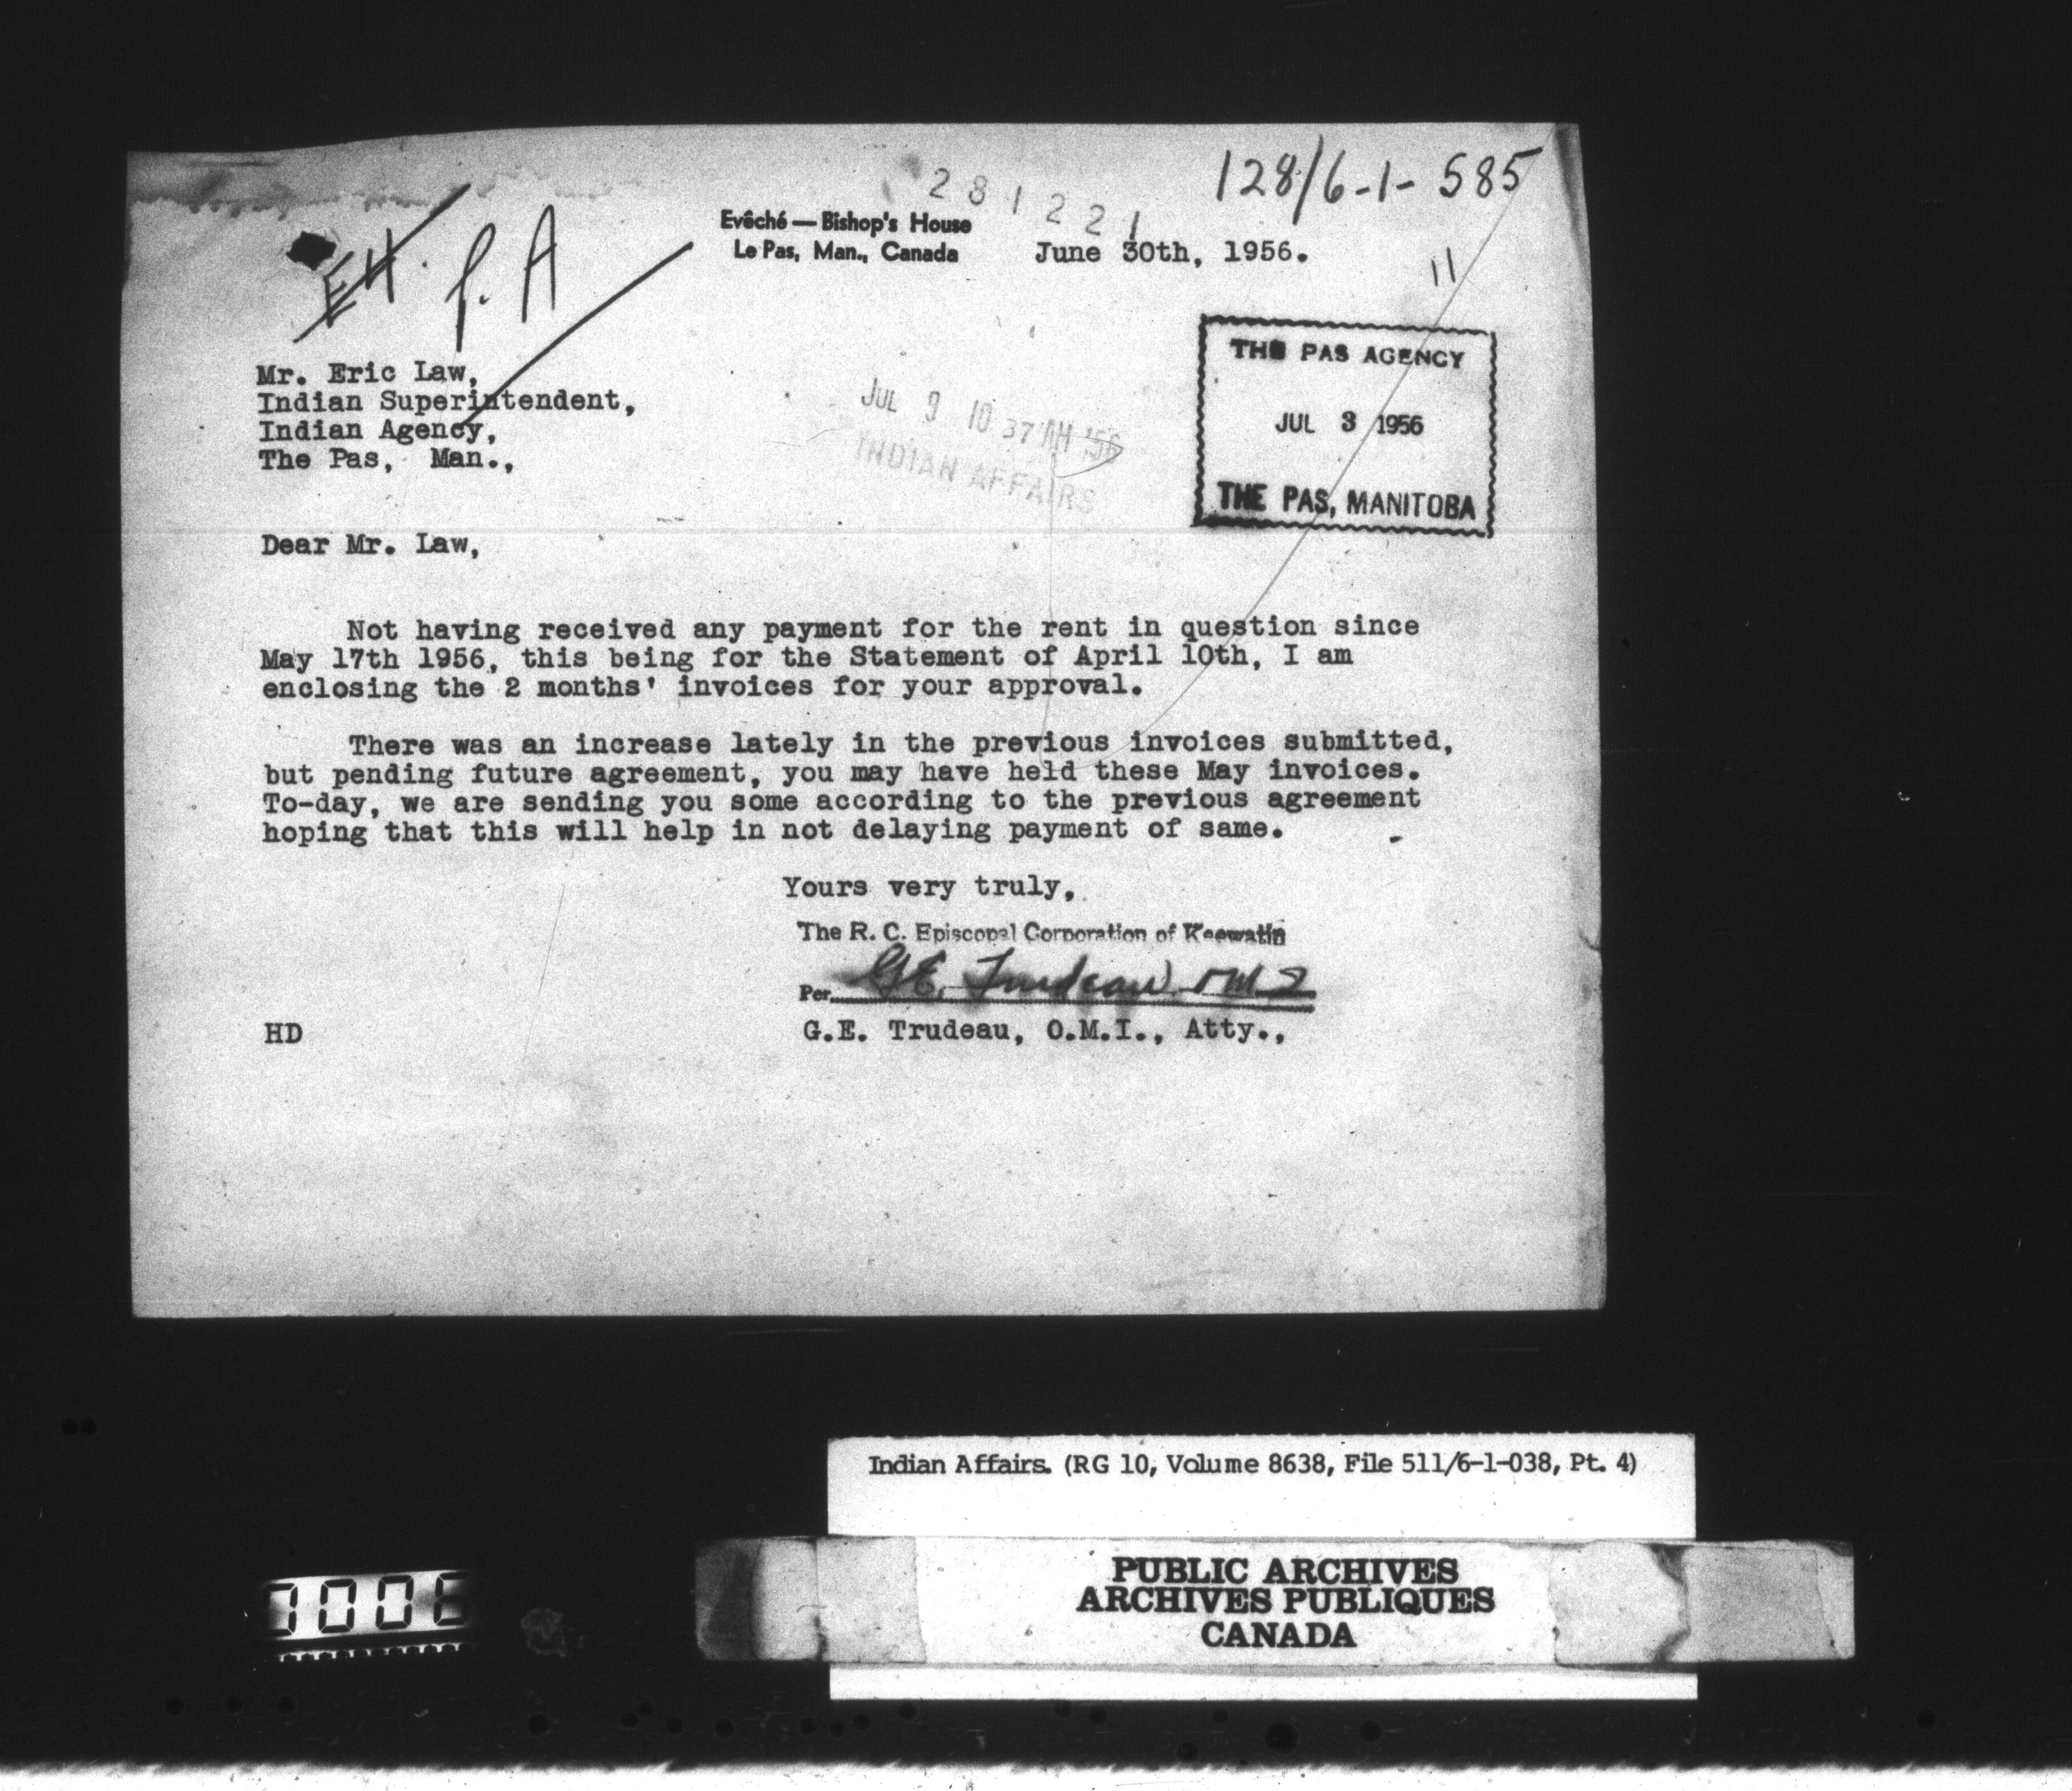 281221
128/6-1-585
Evêché — Bishop's House
Le Pas, Man., Canada
June 30th, 1956.
11
EH. P. A
THE PAS AGENCY
JUL 3 1956
THE PAS, MANITOBA
Mr. Eric Law,
Indian Superintendent,
Indian Agency,
The Pas, Man.,
JUL 9 10 37 AM '56
INDIAN AFFAIRS
Dear Mr. Law,
Not having received any payment for the rent in question since
May 17th 1956, this being for the Statement of April 10th, I am
enclosing the 2 months' invoices for your approval.
There was an increase lately in the previous invoices submitted,
but pending future agreement, you may have held these May invoices.
To-day, we are sending you some according to the previous agreement
hoping that this will help in not delaying payment of same.
Yours very truly,
The R. C. Episcopal Corporation of Keewatin
Per G.E. Trudeau OMI
HD
G.E. Trudeau, O.M.I., Atty.,
Indian Affairs. (RG 10, Volume 8638, File 511/6-1-038, Pt. 4)
PUBLIC ARCHIVES
ARCHIVES PUBLIQUES
CANADA